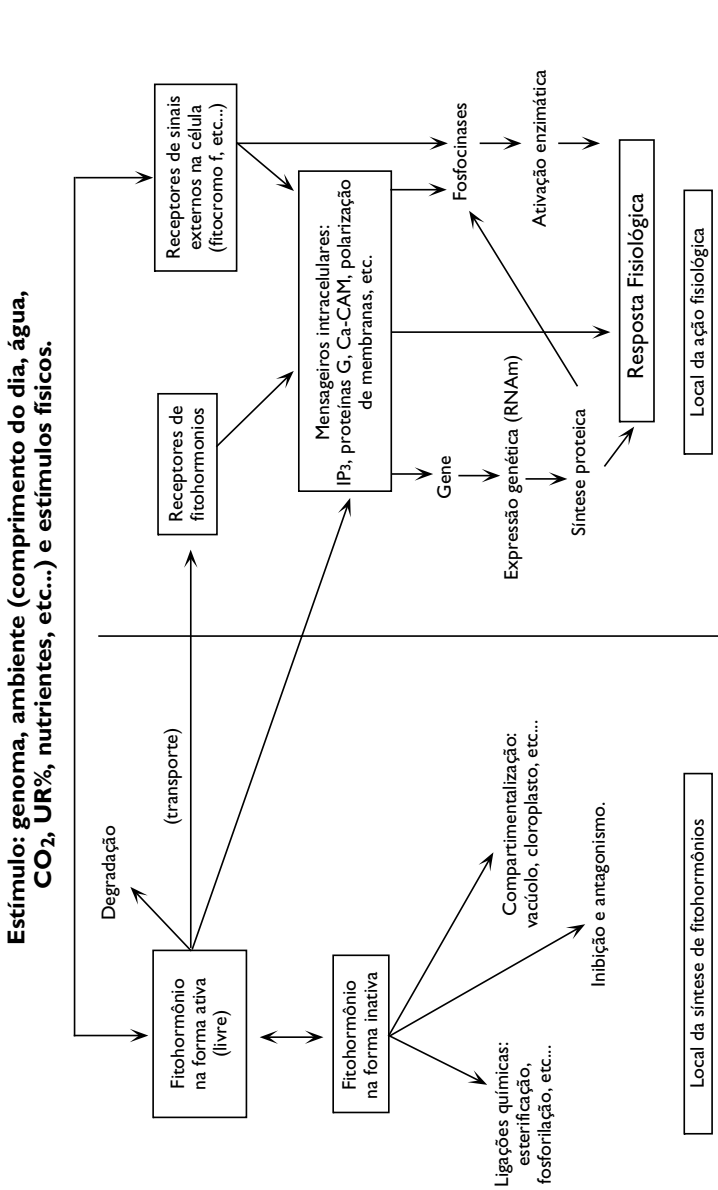 Estímulo: genoma, ambiente (comprimento do dia, água,
CO2, UR%, nutrientes, etc...) e estímulos físicos.
Fitohormônio
na forma ativa
(livre)
Degradação
(transporte)
Receptores de
fitohormonios
Receptores de sinais
externos na célula
(fitocromo f, etc...)
Fitohormônio
na forma inativa
Mensageiros intracelulares:
IP3, proteínas G, Ca-CAM, polarização
de membranas, etc.
Ligações químicas:
esterificação,
fosforilação, etc...
Compartimentalização:
vacúolo, cloroplasto, etc...
Inibição e antagonismo.
Gene
Expressão genética (RNAm)
Síntese proteica
Fosfocinases
Ativação enzimática
Resposta Fisiológica
Local da síntese de fitohormônios
Local da ação fisiológica